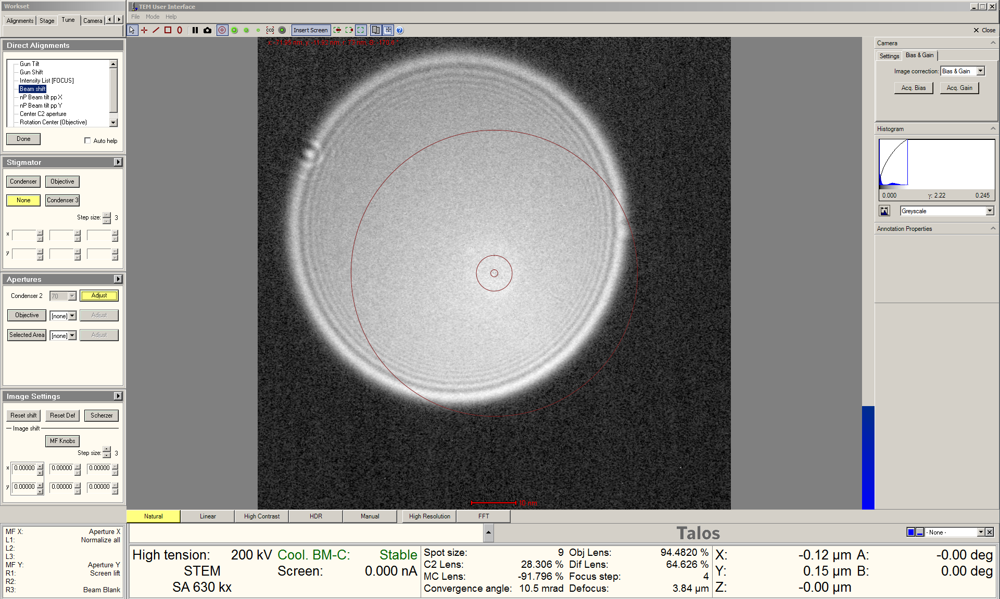 Workset
Alignments Stage Tune Camera
Direct Alignments
Gun Tilt
Gun Shift
Intensity List [FOCUS]
Beam shift
nP Beam tilt pp X
nP Beam tilt pp Y
Center C2 aperture
Rotation Center (Objective)
Done
Auto help
Stigmator
Condenser Objective
None Condenser 3
Step size: 3
x
y
Apertures
Condenser 2 70 Adjust
Objective [none] Adjust
Selected Area [none] Adjust
Image Settings
Reset shift Reset Def Scherzer
Image shift
MF Knobs
Step size: 3
x 0.00000 0.00000 0.00000
y 0.00000 0.00000 0.00000
MF X: Aperture X
L1: Normalize all
L2:
L3:
MF Y: Aperture Y
R1: Screen lift
R2:
R3: Beam Blank
TEM User Interface
File Mode Help
CCD
Insert Screen
Close
40 nm
Natural Linear High Contrast HDR Manual High Resolution FFT
Camera
Settings Bias & Gain
Image correction: Bias & Gain
Acq. Bias Acq. Gain
Histogram
0.000 γ: 2.22 0.245
Greyscale
Annotation Properties
Talos
- None -
High tension: 200 kV
STEM
SA 630 kx
Cool. BM-C: Stable
Screen: 0.000 nA
Spot size: 9
C2 Lens: 28.306 %
MC Lens: -91.796 %
Convergence angle: 10.5 mrad
Obj Lens: 94.4820 %
Dif Lens: 64.626 %
Focus step: 4
Defocus: 3.84 µm
X: -0.12 µm A: -0.00 deg
Y: 0.15 µm B: 0.00 deg
Z: -0.00 µm